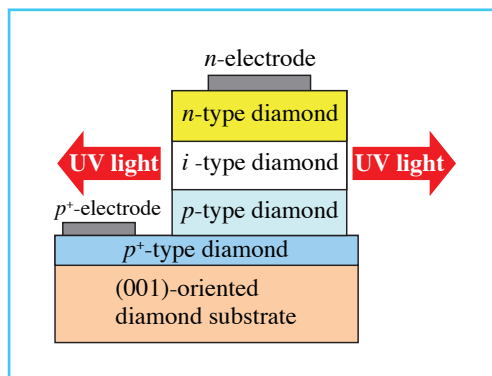 n-electrode
n-type diamond
UV light
i -type diamond
UV light
p⁺-electrode
p-type diamond
p⁺-type diamond
(001)-oriented
diamond substrate